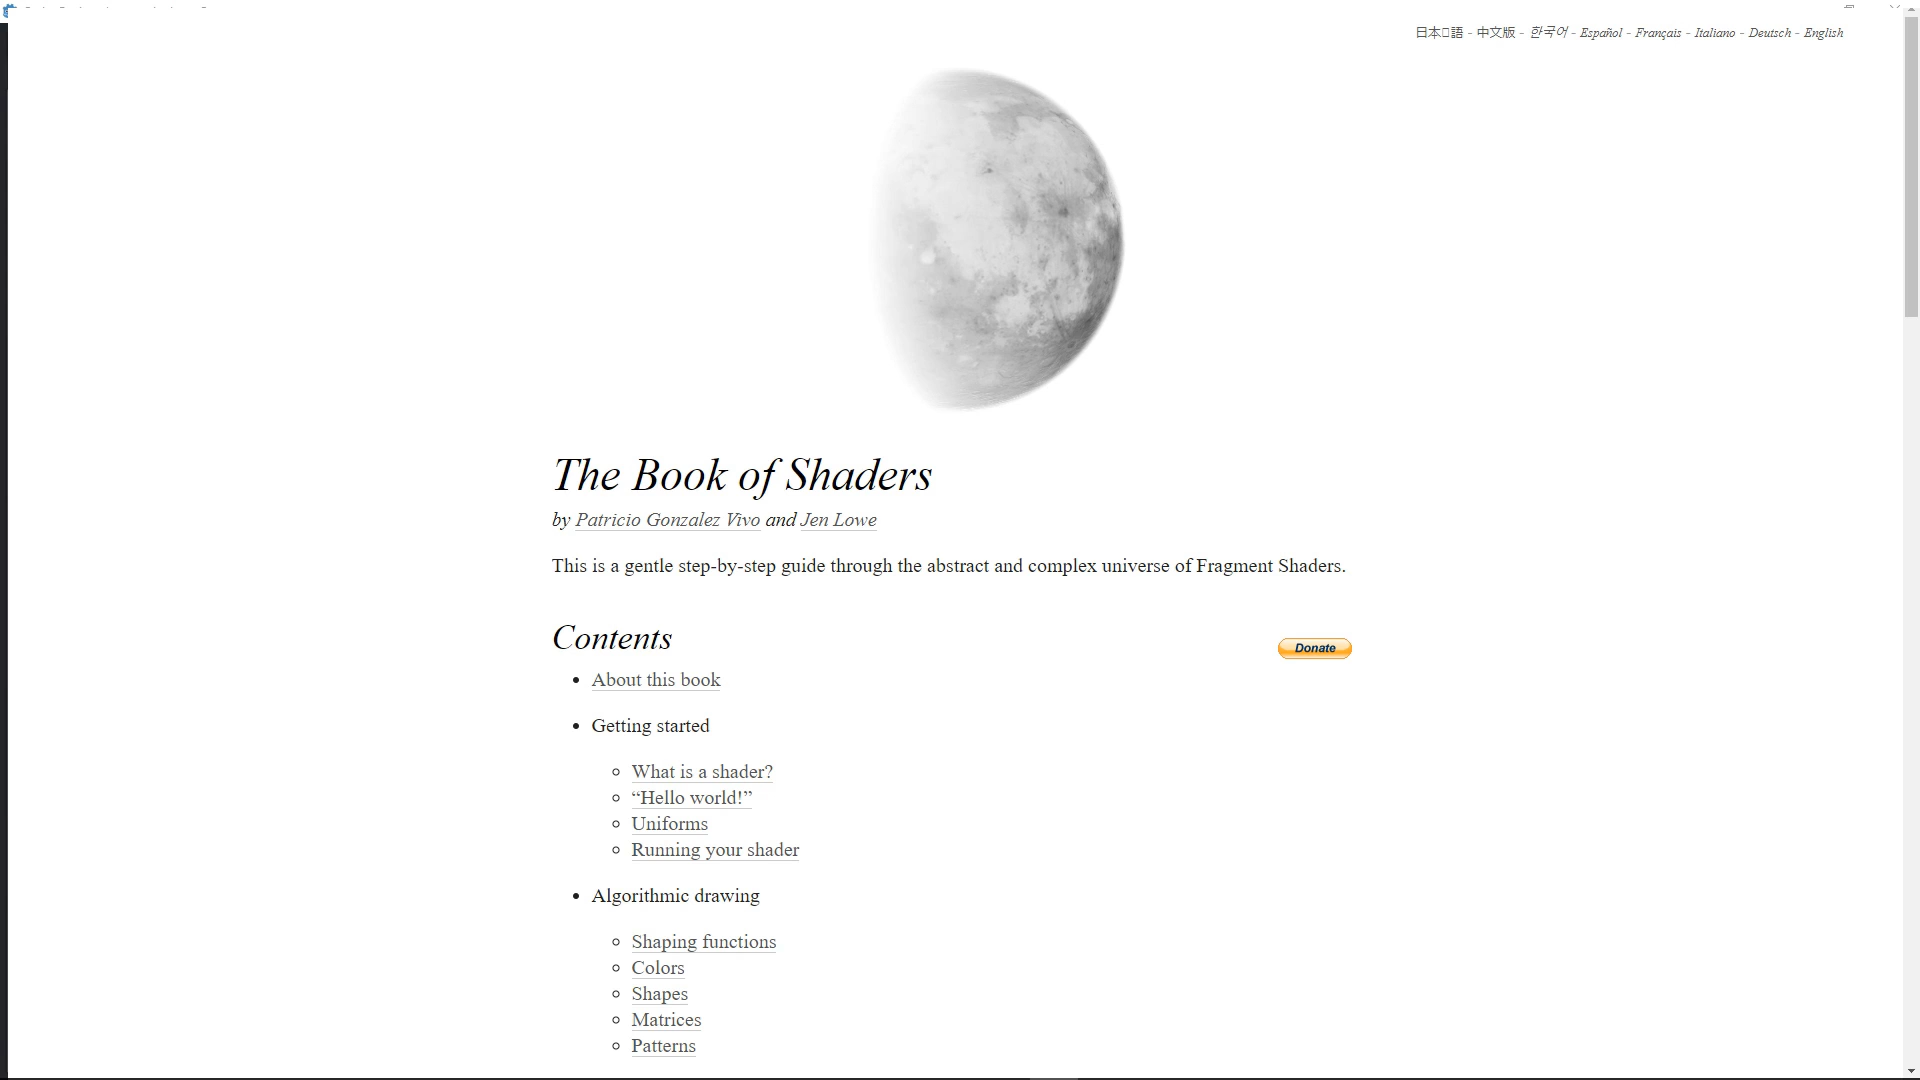 日本語 - 中文版 - 한국어 - Español - Français - Italiano - Deutsch - English
The Book of Shaders
by Patricio Gonzalez Vivo and Jen Lowe
This is a gentle step-by-step guide through the abstract and complex universe of Fragment Shaders.
Contents
Donate
About this book
Getting started
What is a shader?
“Hello world!”
Uniforms
Running your shader
Algorithmic drawing
Shaping functions
Colors
Shapes
Matrices
Patterns